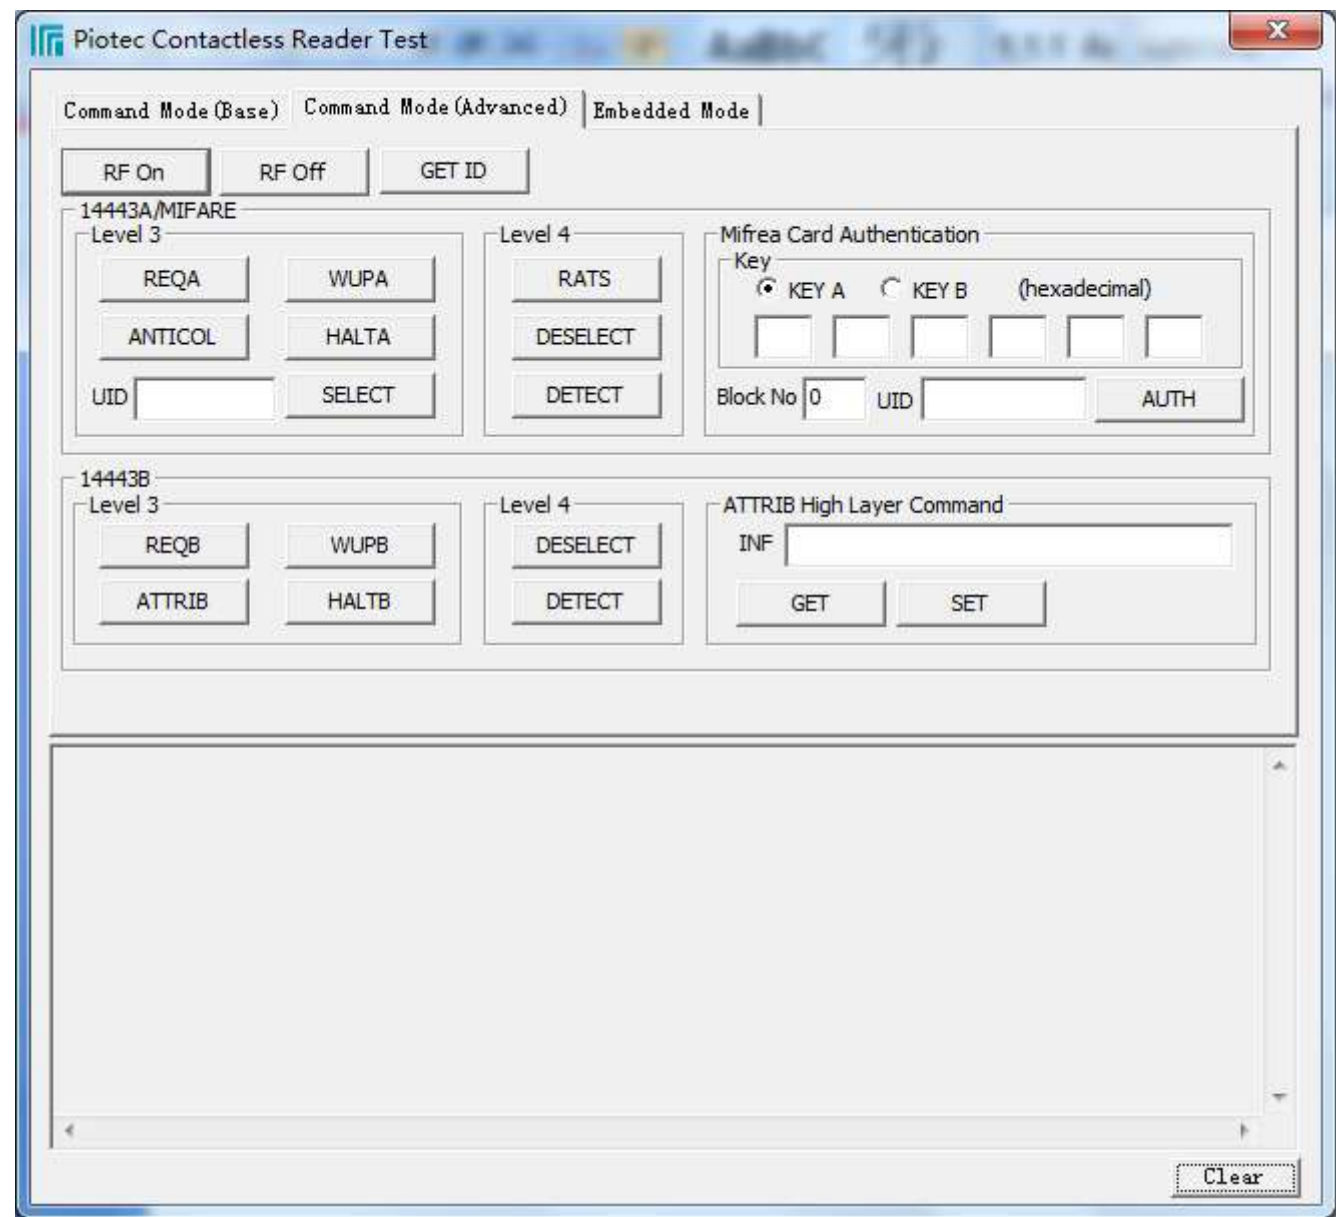 Piotec Contactless Reader Test
Command Mode(Base) Command Mode(Advanced) Embedded Mode
RF On RF Off GET ID
14443A/MIFARE
Level 3 Level 4 Mifrea Card Authentication
Key
REQA WUPA RATS KEY A KEY B (hexadecimal)
ANTICOL HALTA DESELECT
UID SELECT DETECT Block No 0 UID AUTH
14443B
Level 3 Level 4 ATTRIB High Layer Command
REQB WUPB DESELECT INF
ATTRIB HALTB DETECT GET SET
Clear